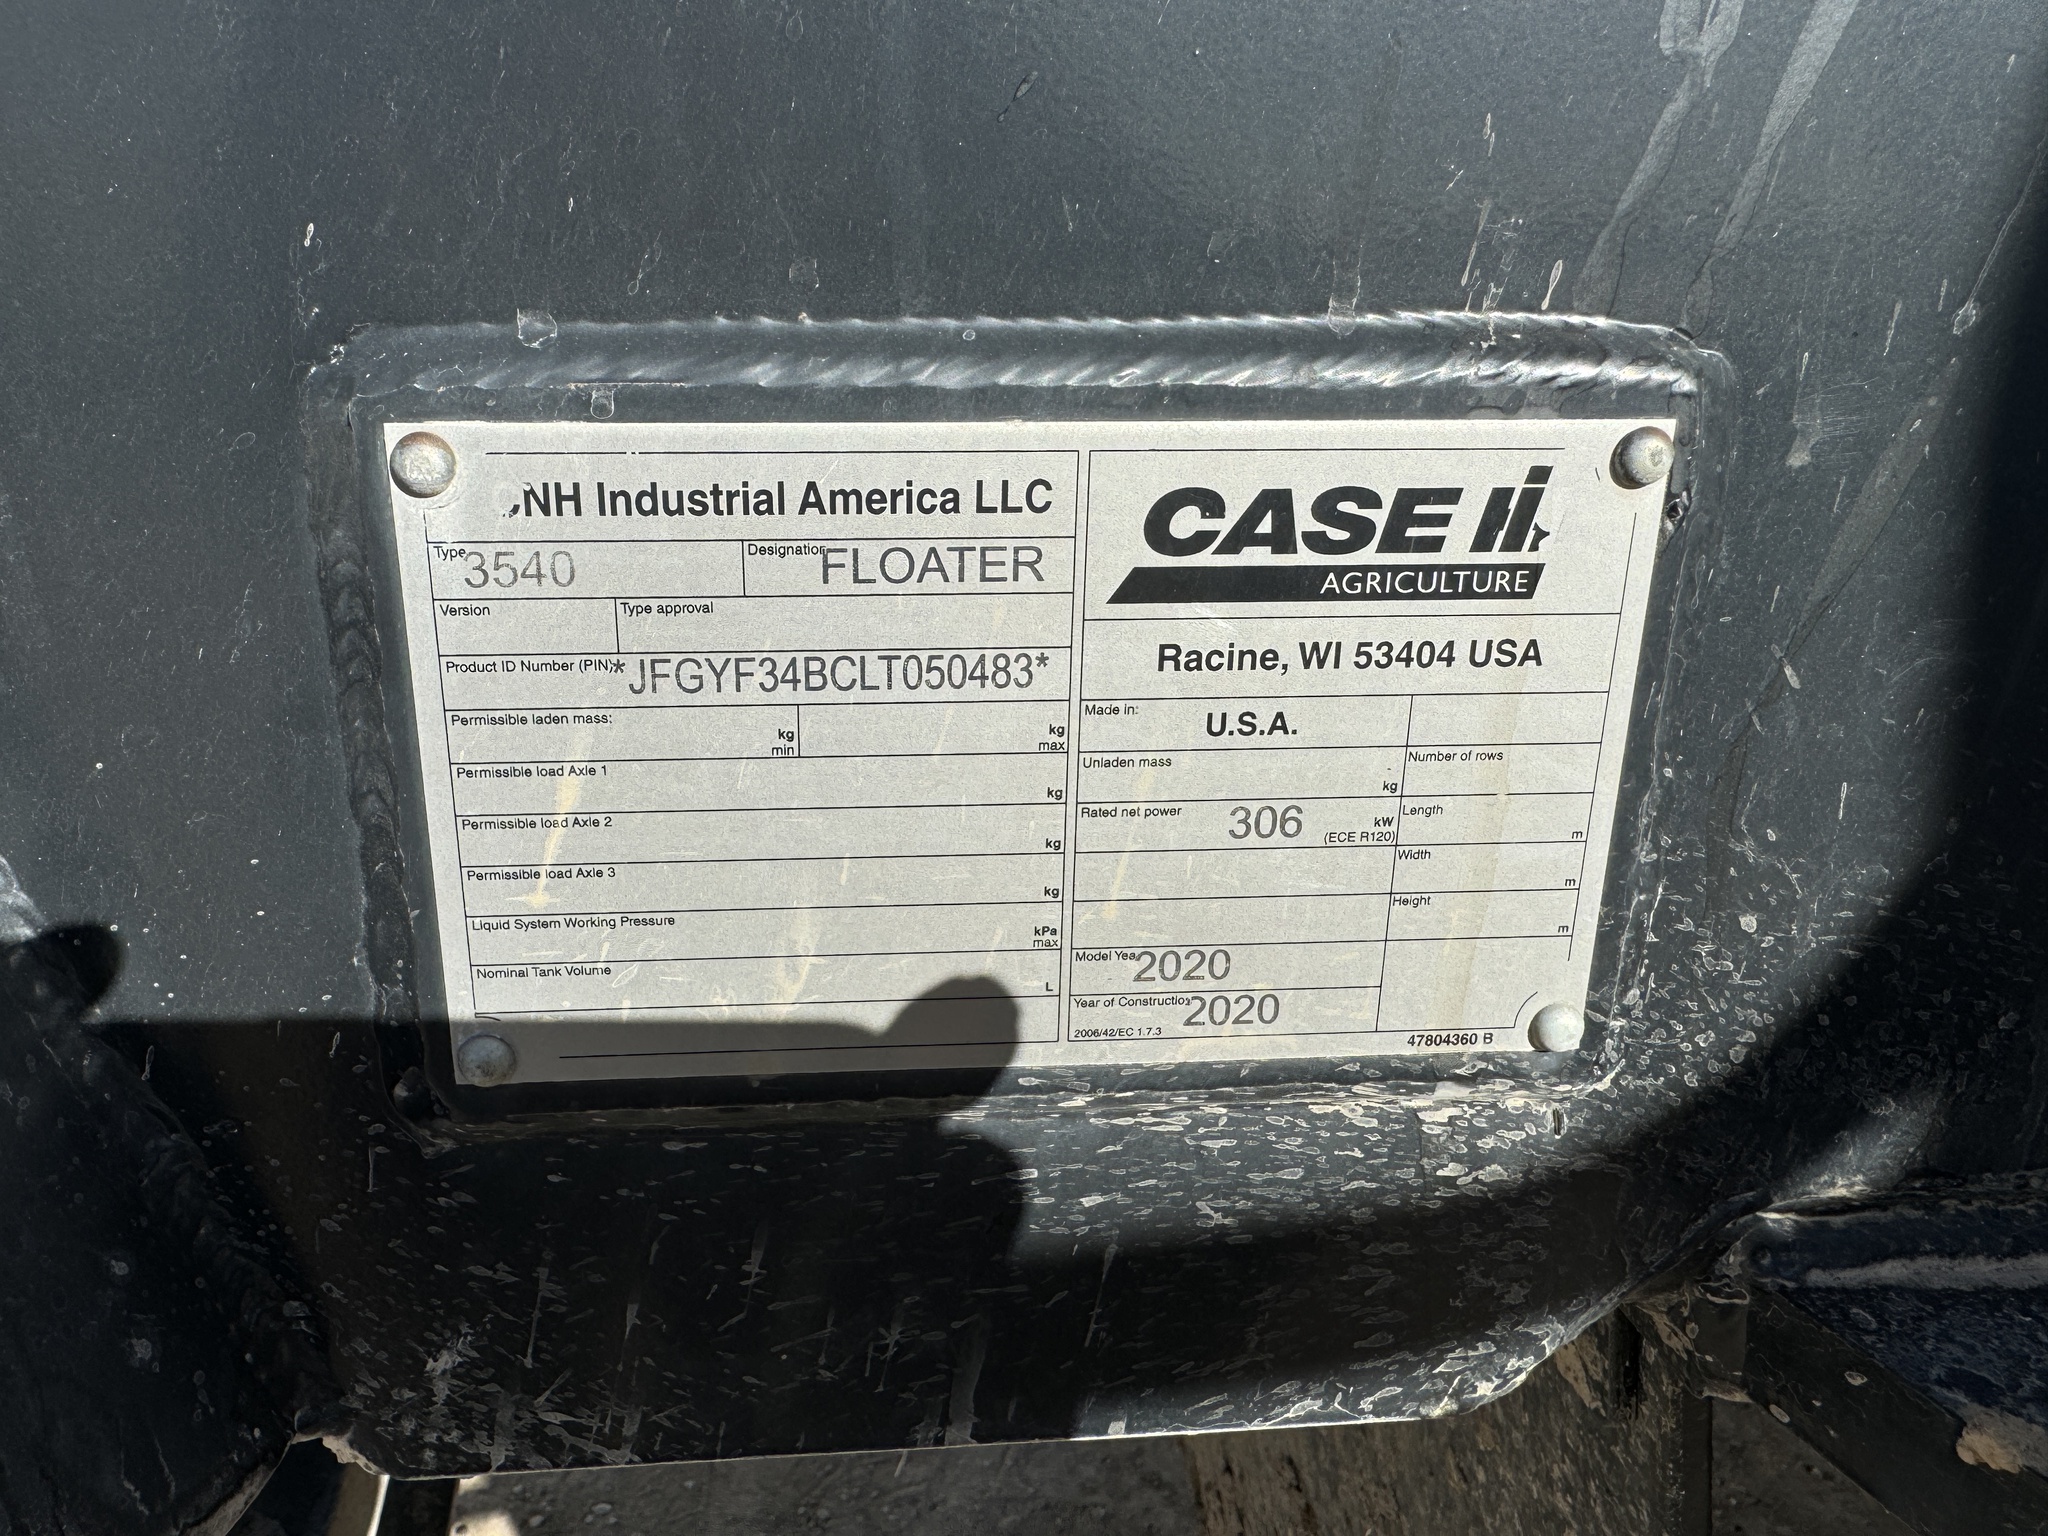 CNH Industrial America LLC
Type 3540
Designation FLOATER
Version
Type approval
Product ID Number (PIN): * JFGYF34BCLT050483*
Permissible laden mass:
kg min
kg max
Permissible load Axle 1 kg
Permissible load Axle 2 kg
Permissible load Axle 3 kg
Liquid System Working Pressure kPa max
Nominal Tank Volume L
CASE IH
AGRICULTURE
Racine, WI 53404 USA
Made in: U.S.A.
Unladen mass kg
Number of rows
Rated net power 306 kW (ECE R120)
Length m
Width m
Height m
Model Year 2020
Year of Construction 2020
2006/42/EC 1.7.3
47804360 B